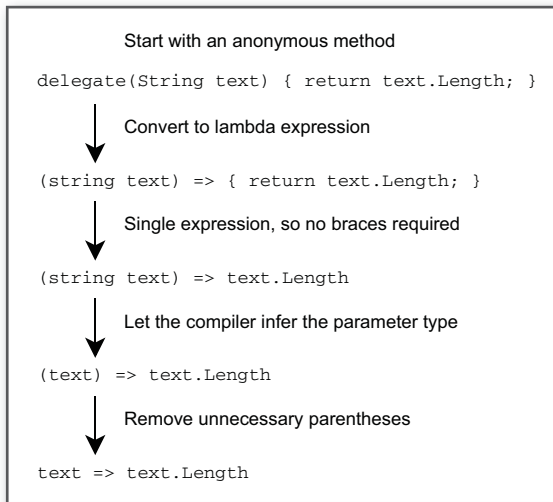 Start with an anonymous method
delegate(String text) { return text.Length; }
Convert to lambda expression
(string text) => { return text.Length; }
Single expression, so no braces required
(string text) => text.Length
Let the compiler infer the parameter type
(text) => text.Length
Remove unnecessary parentheses
text => text.Length